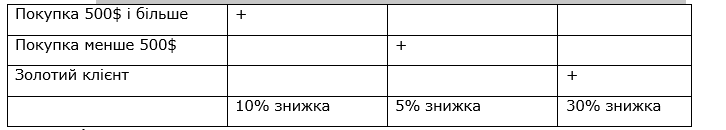 Покупка 500$ і більше +
Покупка менше 500$ +
Золотий клієнт +
10% знижка 5% знижка 30% знижка